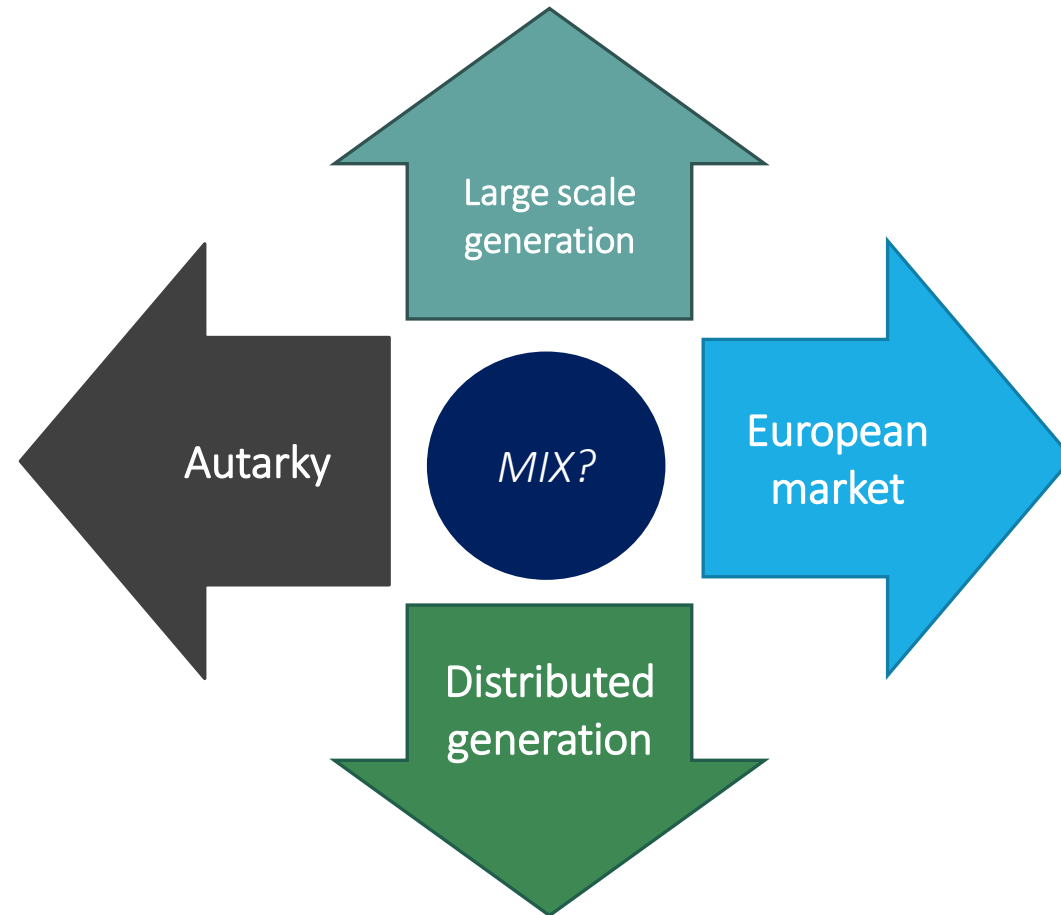 Large scale
generation
Autarky
MIX?
European
market
Distributed
generation